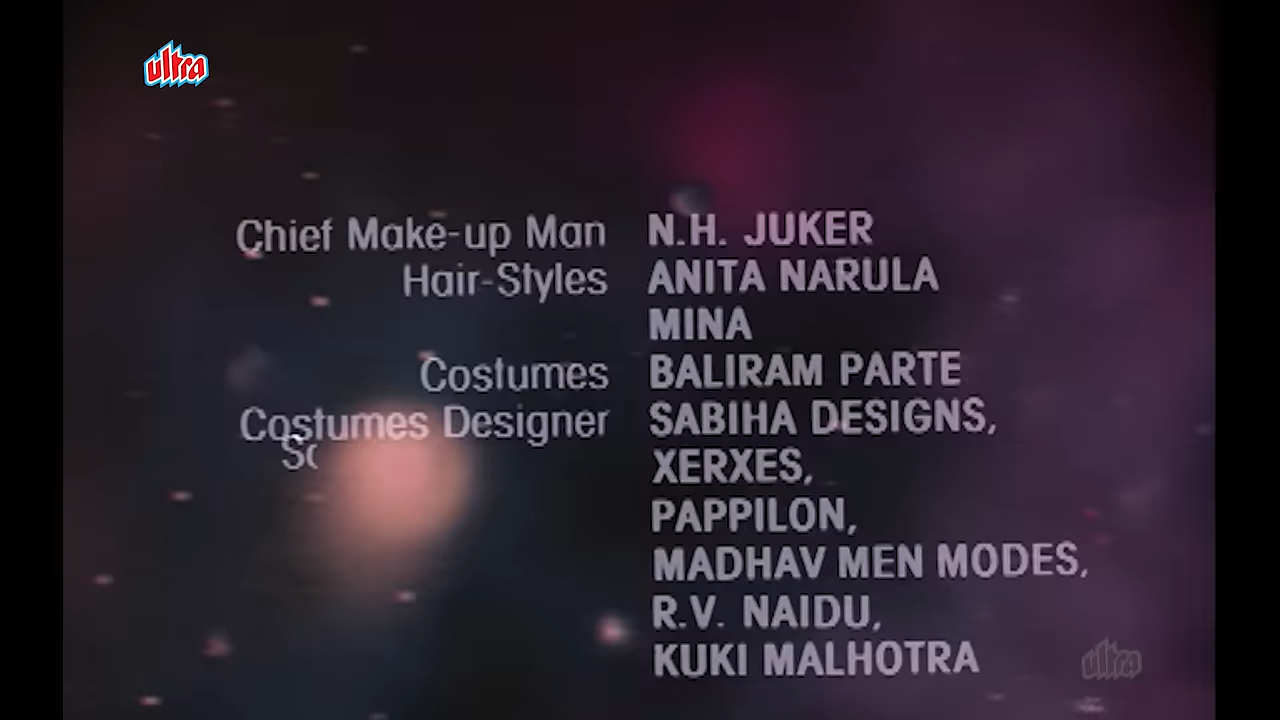 ultra
Chief Make-up Man N.H. JUKER
Hair-Styles ANITA NARULA
MINA
Costumes BALIRAM PARTE
Costumes Designer SABIHA DESIGNS,
XERXES,
PAPPILON,
MADHAV MEN MODES,
R.V. NAIDU,
KUKI MALHOTRA
ultra